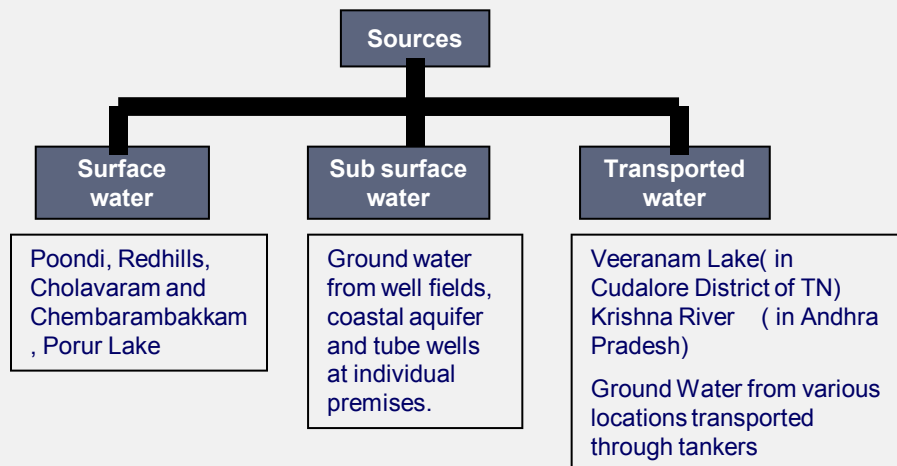 Sources
Surface
water
Sub surface
water
Transported
water
Poondi, Redhills,
Cholavaram and
Chembarambakkam
, Porur Lake
Ground water
from well fields,
coastal aquifer
and tube wells
at individual
premises.
Veeranam Lake( in
Cudalore District of TN)
Krishna River ( in Andhra
Pradesh)
Ground Water from various
locations transported
through tankers